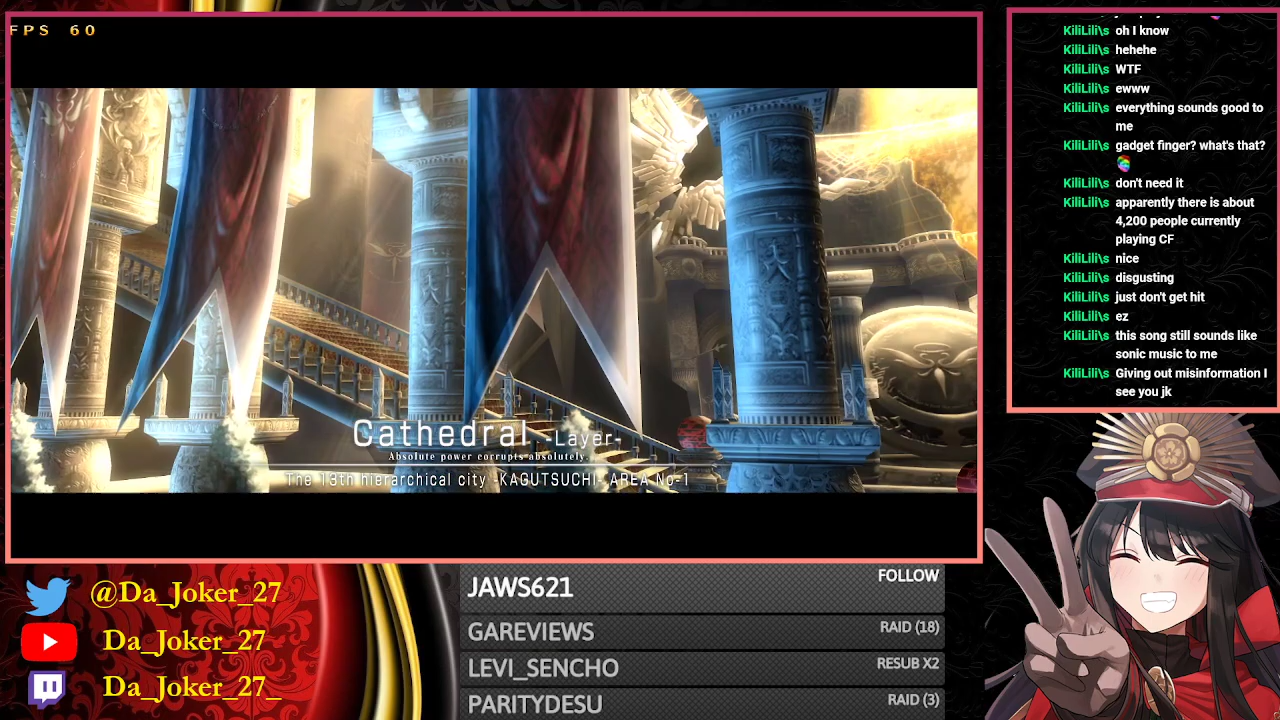 FPS 60
Cathedral -Layer-
Absolute power corrupts absolutely.
The 13th hierarchical city -KAGUTSUCHI- AREA No-1
KiliLili\s oh I know
KiliLili\s hehehe
KiliLili\s WTF
KiliLili\s ewww
KiliLili\s everything sounds good to
me
KiliLili\s gadget finger? what's that?
KiliLili\s don't need it
KiliLili\s apparently there is about
4,200 people currently
playing CF
KiliLili\s nice
KiliLili\s disgusting
KiliLili\s just don't get hit
KiliLili\s ez
KiliLili\s this song still sounds like
sonic music to me
KiliLili\s Giving out misinformation I
see you jk
@Da_Joker_27
Da_Joker_27
Da_Joker_27_
JAWS621 FOLLOW
GAREVIEWS RAID (18)
LEVI_SENCHO RESUB X2
PARITYDESU RAID (3)